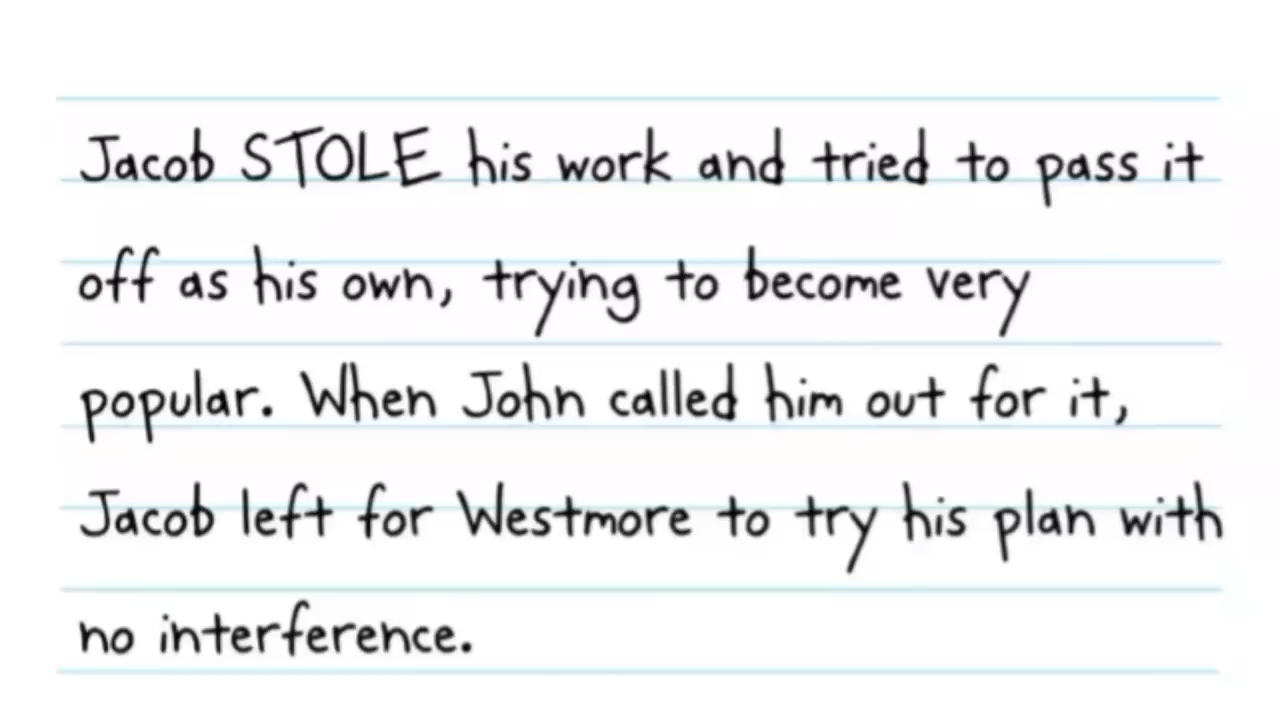 Jacob STOLE his work and tried to pass it
off as his own, trying to become very
popular. When John called him out for it,
Jacob left for Westmore to try his plan with
no interference.